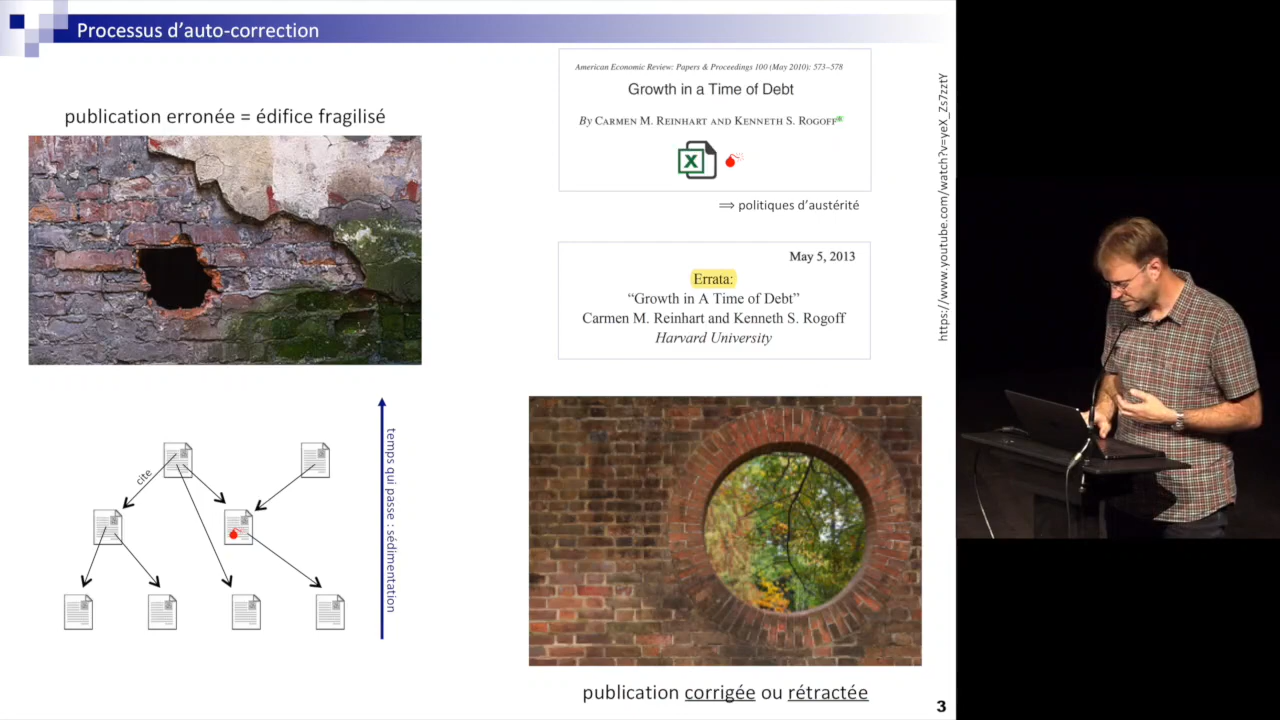 Processus d'auto-correction
publication erronée = édifice fragilisé
American Economic Review: Papers & Proceedings 100 (May 2010): 573–578
Growth in a Time of Debt
By CARMEN M. REINHART AND KENNETH S. ROGOFF*
X
⟹ politiques d'austérité
May 5, 2013
Errata:
“Growth in A Time of Debt”
Carmen M. Reinhart and Kenneth S. Rogoff
Harvard University
https://www.youtube.com/watch?v=yeX_Zs7zztY
cite
temps qui passe : sédimentation
publication corrigée ou rétractée
3